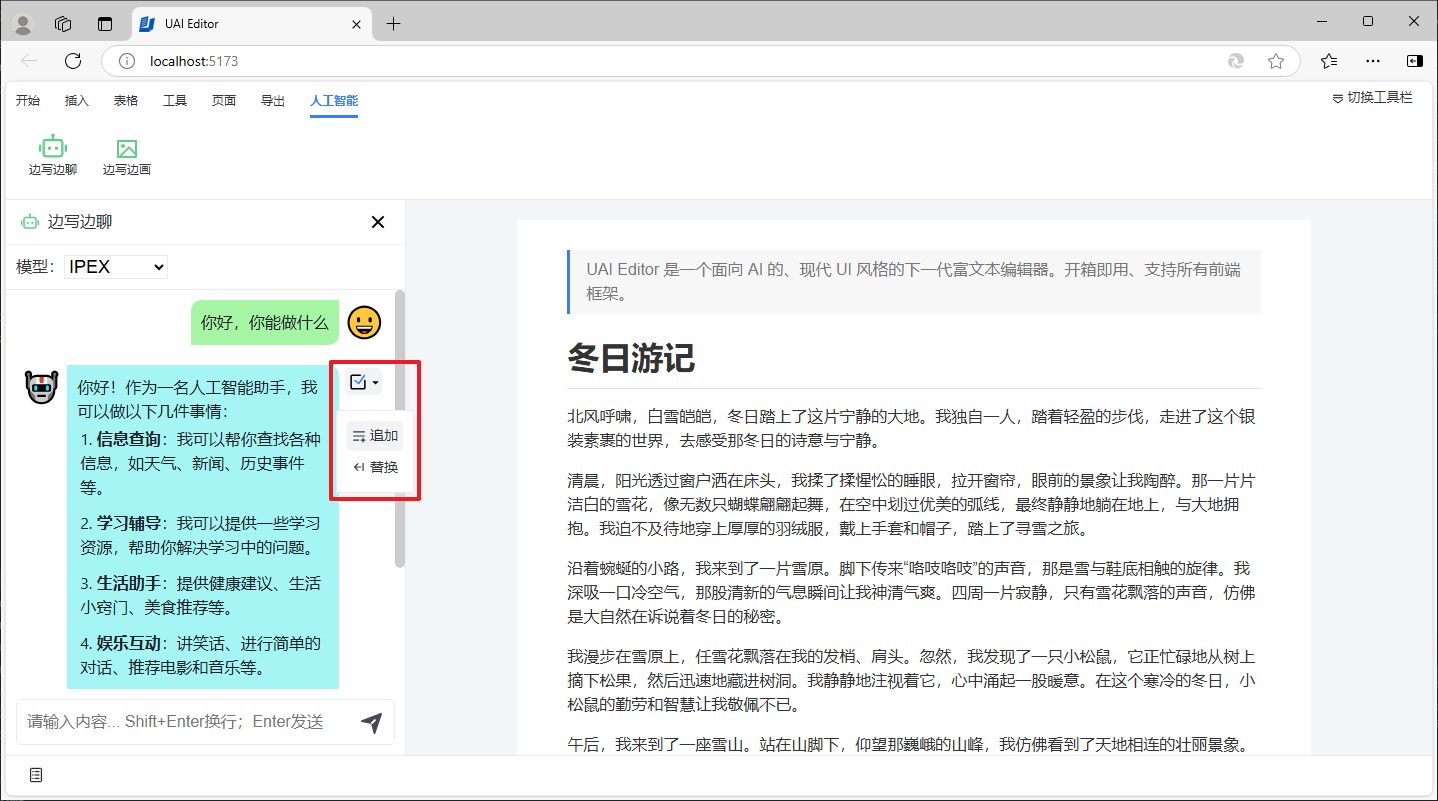 UAI Editor
localhost:5173
开始 插入 表格 工具 页面 导出 人工智能
切换工具栏
边写边聊 边写边画
边写边聊
模型： IPEX
你好，你能做什么
你好！作为一名人工智能助手，我
可以做以下几件事情：
1. 信息查询：我可以帮你查找各种
信息，如天气、新闻、历史事件
等。
2. 学习辅导：我可以提供一些学习
资源，帮助你解决学习中的问题。
3. 生活助手：提供健康建议、生活
小窍门、美食推荐等。
4. 娱乐互动：讲笑话、进行简单的
对话、推荐电影和音乐等。
追加
替换
请输入内容... Shift+Enter换行；Enter发送
UAI Editor 是一个面向 AI 的、现代 UI 风格的下一代富文本编辑器。开箱即用、支持所有前端
框架。
冬日游记
北风呼啸，白雪皑皑，冬日踏上了这片宁静的大地。我独自一人，踏着轻盈的步伐，走进了这个银
装素裹的世界，去感受那冬日的诗意与宁静。
清晨，阳光透过窗户洒在床头，我揉了揉惺忪的睡眼，拉开窗帘，眼前的景象让我陶醉。那一片片
洁白的雪花，像无数只蝴蝶翩翩起舞，在空中划过优美的弧线，最终静静地躺在地上，与大地拥
抱。我迫不及待地穿上厚厚的羽绒服，戴上手套和帽子，踏上了寻雪之旅。
沿着蜿蜒的小路，我来到了一片雪原。脚下传来“咯吱咯吱”的声音，那是雪与鞋底相触的旋律。我
深吸一口冷空气，那股清新的气息瞬间让我神清气爽。四周一片寂静，只有雪花飘落的声音，仿佛
是大自然在诉说着冬日的秘密。
我漫步在雪原上，任雪花飘落在我的发梢、肩头。忽然，我发现了一只小松鼠，它正忙碌地从树上
摘下松果，然后迅速地藏进树洞。我静静地注视着它，心中涌起一股暖意。在这个寒冷的冬日，小
松鼠的勤劳和智慧让我敬佩不已。
午后，我来到了一座雪山。站在山脚下，仰望那巍峨的山峰，我仿佛看到了天地相连的壮丽景象。